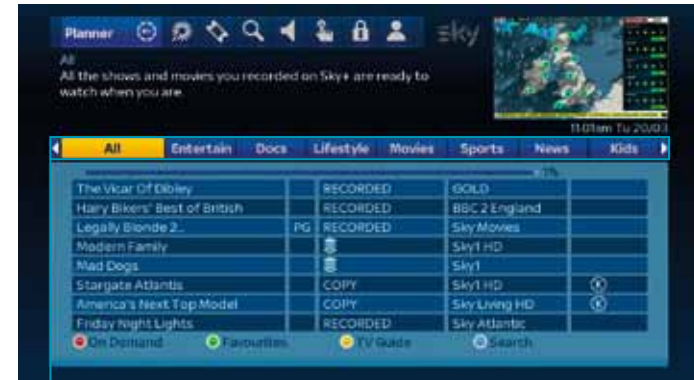 Planner
sky
All
All the shows and movies you recorded on Sky+ are ready to
watch when you are.
11.01am Tu 20/03
All Entertain Docs Lifestyle Movies Sports News Kids
The Vicar Of Dibley RECORDED GOLD
Hairy Bikers' Best of British RECORDED BBC 2 England
Legally Blonde 2... PG RECORDED Sky Movies
Modern Family Sky1 HD
Mad Dogs Sky1
Stargate Atlantis COPY Sky1 HD K
America's Next Top Model COPY Sky Living HD K
Friday Night Lights RECORDED Sky Atlantic
On Demand Favourites TV Guide Search